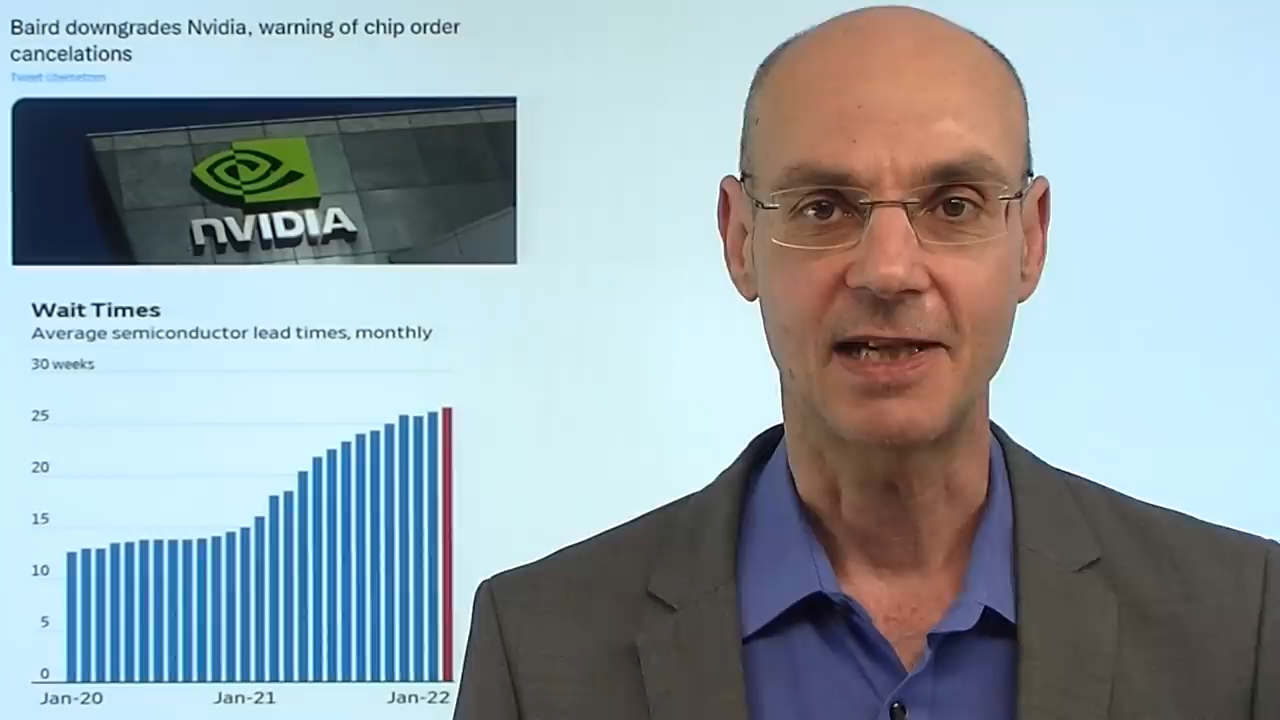 Baird downgrades Nvidia, warning of chip order
cancelations
Tweet übersetzen
NVIDIA
Wait Times
Average semiconductor lead times, monthly
30 weeks
25
20
15
10
5
0
Jan-20 Jan-21 Jan-22